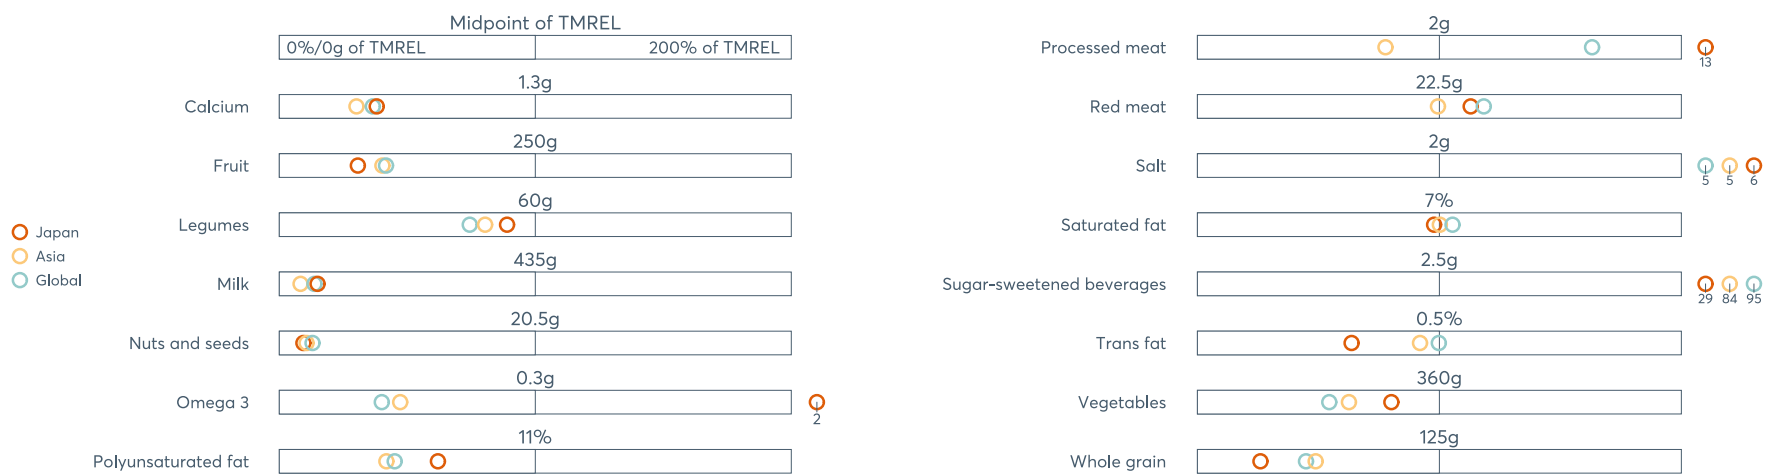 Midpoint of TMREL
0%/0g of TMREL 200% of TMREL
1.3g
Calcium
250g
Fruit
60g
Legumes
435g
Milk
20.5g
Nuts and seeds
0.3g
Omega 3
2
11%
Polyunsaturated fat
Japan
Asia
Global
2g
Processed meat
13
22.5g
Red meat
2g
Salt
5 5 6
7%
Saturated fat
2.5g
Sugar-sweetened beverages
29 84 95
0.5%
Trans fat
360g
Vegetables
125g
Whole grain